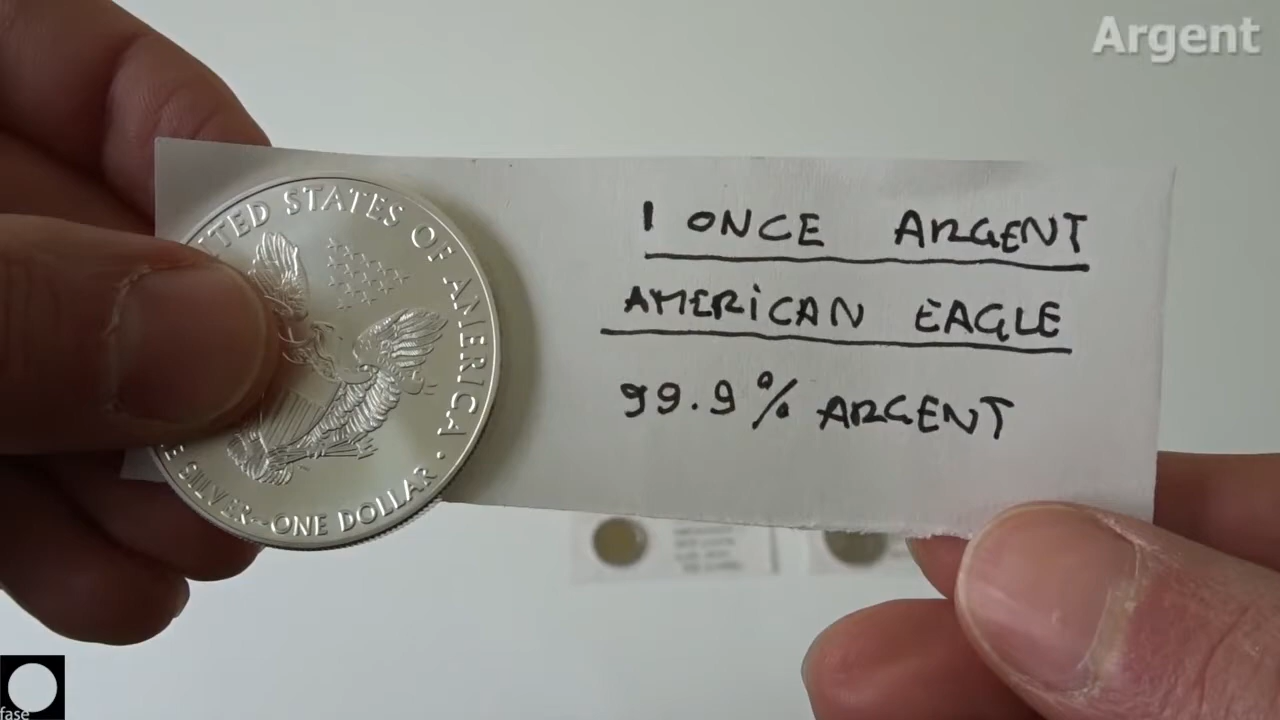 Argent
UNITED STATES OF AMERICA
E SILVER~ONE DOLLAR
1 ONCE ARGENT
AMERiCAN EAGLE
99.9% ARGENT
fase